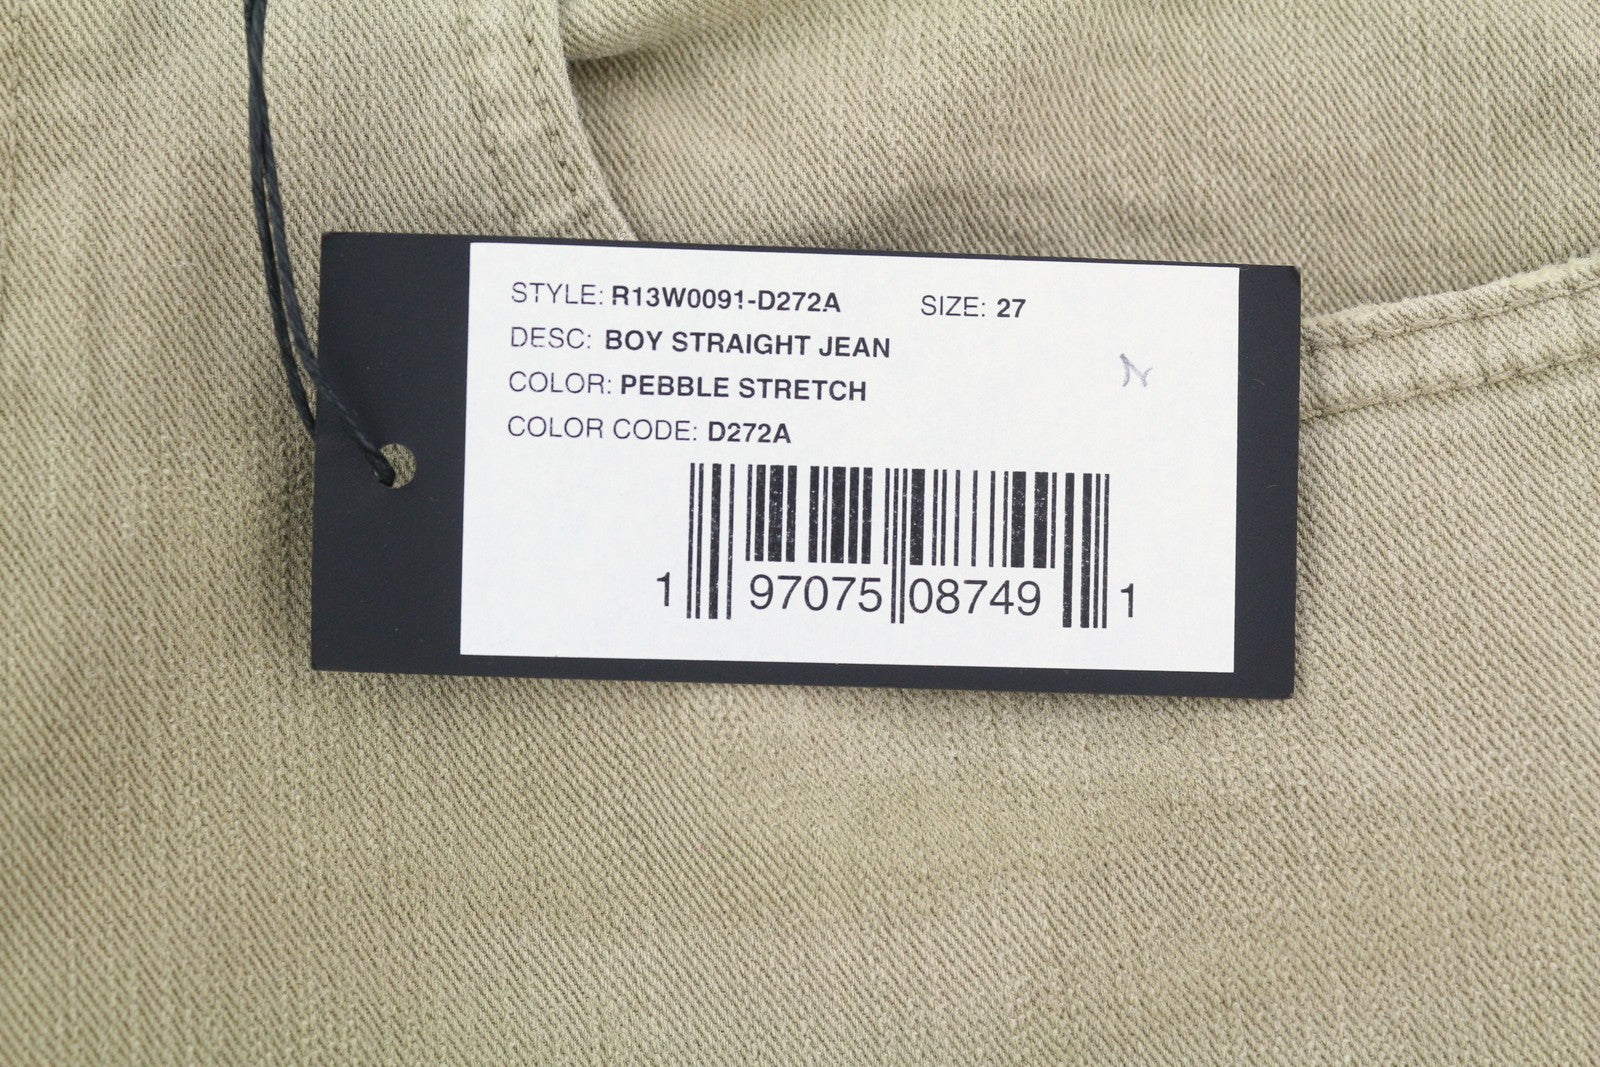 STYLE: R13W0091-D272A SIZE: 27
DESC: BOY STRAIGHT JEAN
COLOR: PEBBLE STRETCH
COLOR CODE: D272A
1 97075 08749 1